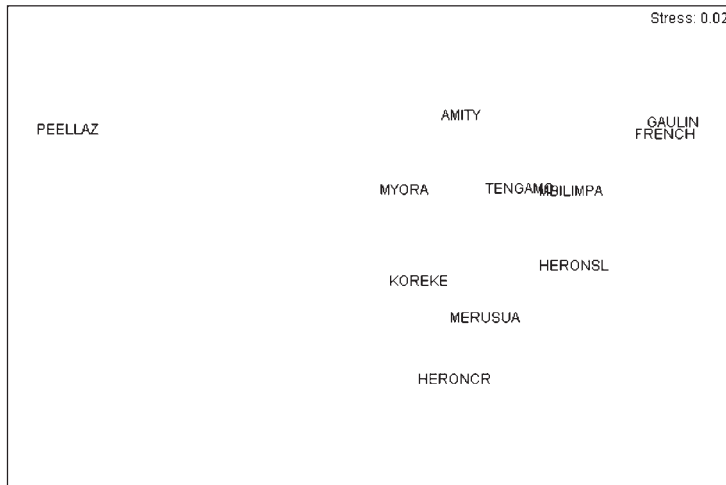 Stress: 0.02
AMITY
GAULIN
PEELLAZ
FRENCH
MYORA
TENGAMO
MBILIMPA
HERONSL
KOREKE
MERUSUA
HERONCR